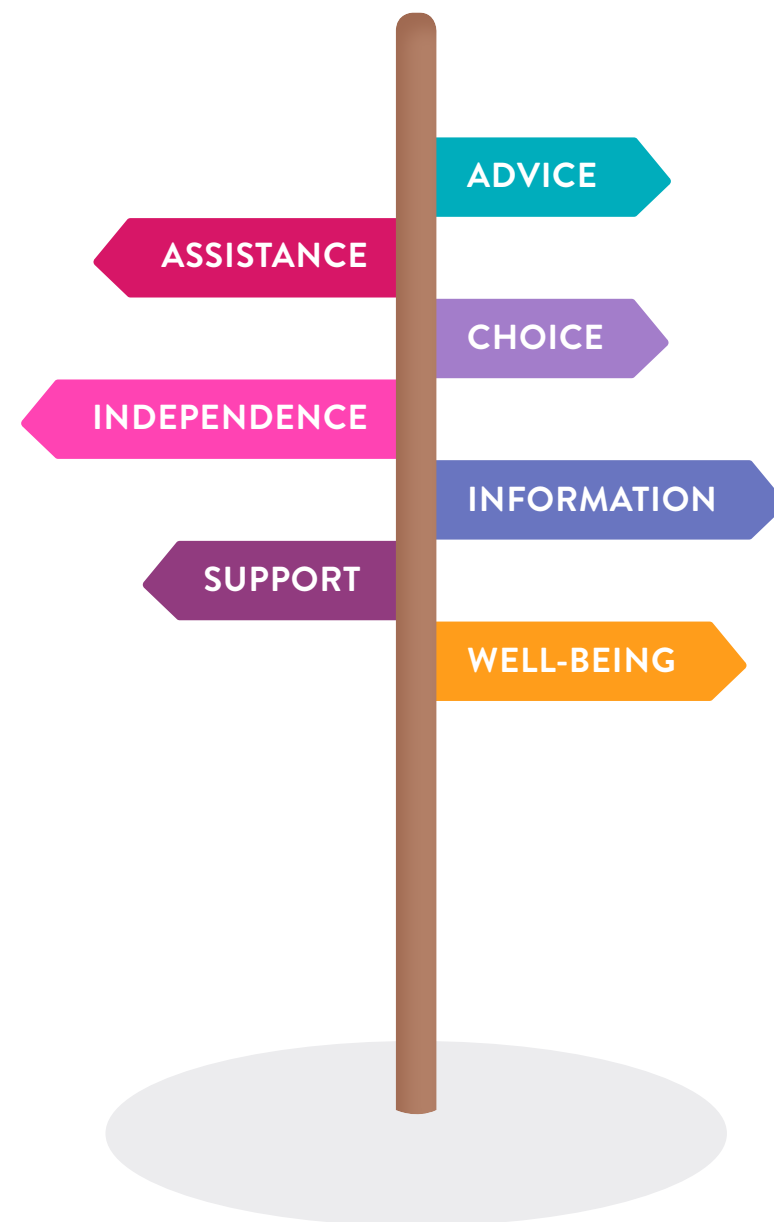 ADVICE
ASSISTANCE
CHOICE
INDEPENDENCE
INFORMATION
SUPPORT
WELL-BEING